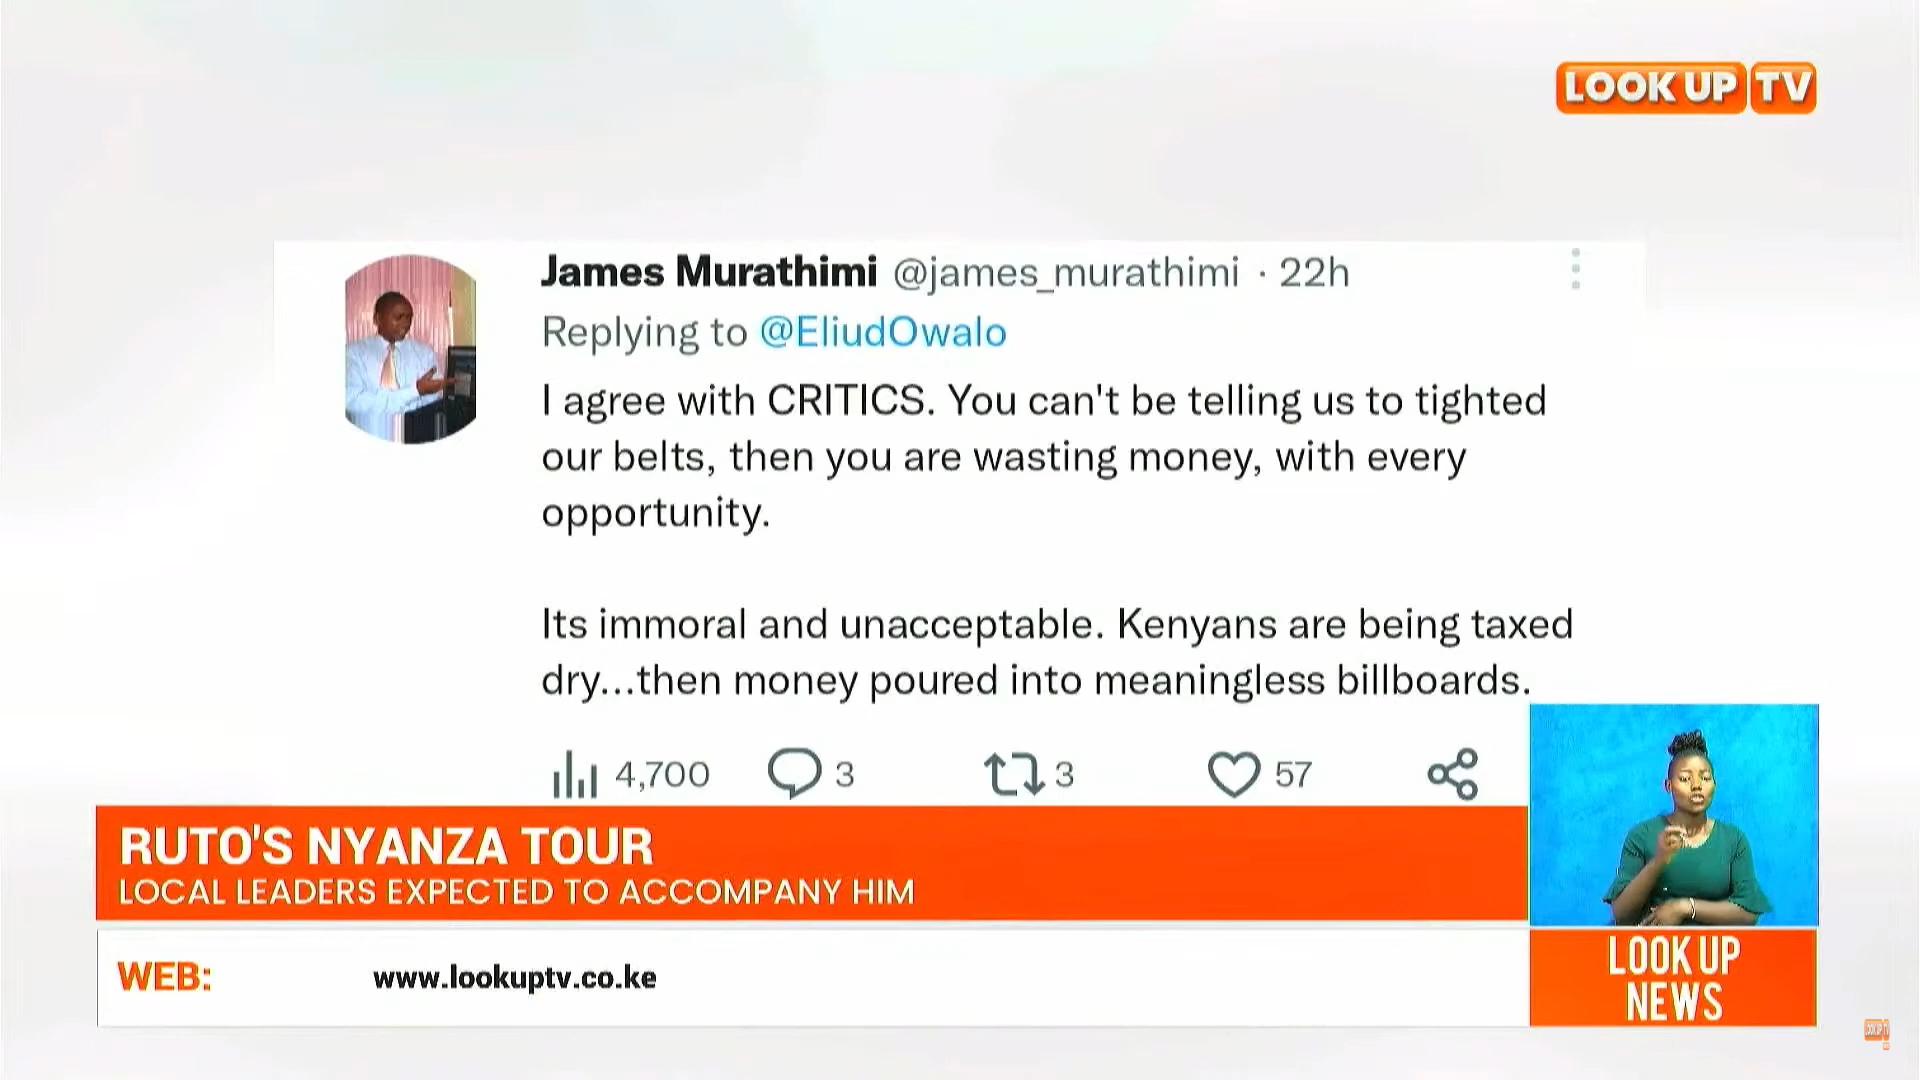 LOOK UP TV
James Murathimi @james_murathimi · 22h
Replying to @EliudOwalo
I agree with CRITICS. You can't be telling us to tighted
our belts, then you are wasting money, with every
opportunity.
Its immoral and unacceptable. Kenyans are being taxed
dry...then money poured into meaningless billboards.
4,700 3 3 57
RUTO'S NYANZA TOUR
LOCAL LEADERS EXPECTED TO ACCOMPANY HIM
WEB: www.lookuptv.co.ke
LOOK UP
NEWS